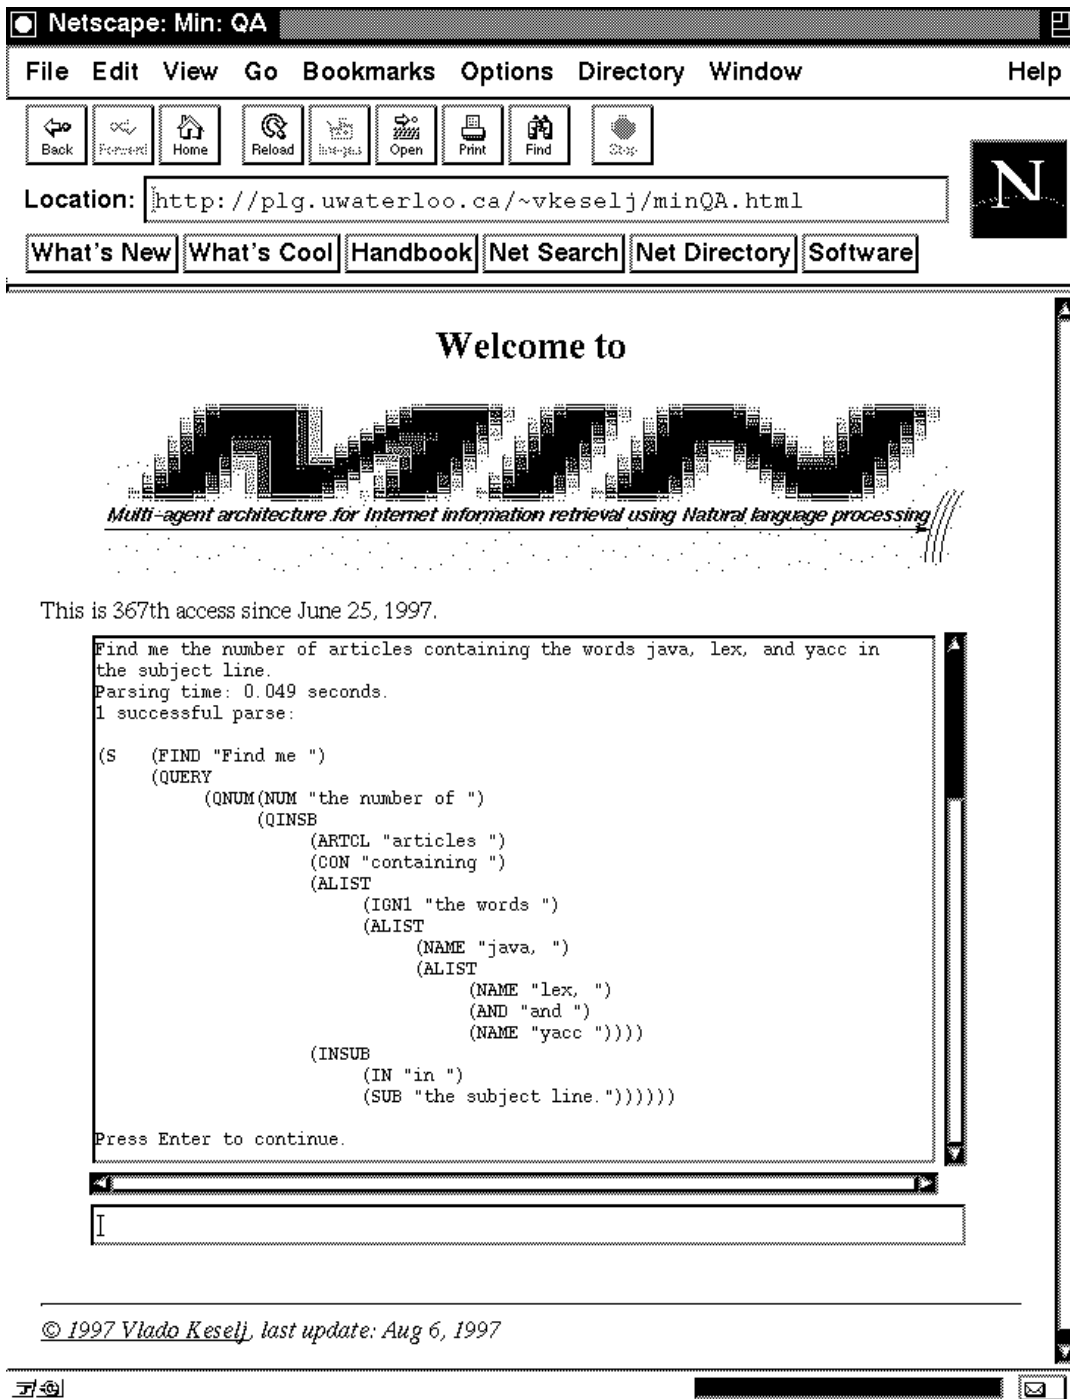 Netscape: Min: QA
File Edit View Go Bookmarks Options Directory Window Help
Back Forward Home Reload Images Open Print Find Stop
N
Location: http://plg.uwaterloo.ca/~vkeselj/minQA.html
What's New What's Cool Handbook Net Search Net Directory Software
Welcome to
Multi-agent architecture for Internet information retrieval using Natural language processing
This is 367th access since June 25, 1997.
Find me the number of articles containing the words java, lex, and yacc in
the subject line.
Parsing time: 0.049 seconds.
1 successful parse:
(S (FIND "Find me ")
(QUERY
(QNUM(NUM "the number of ")
(QINSB
(ARTCL "articles ")
(CON "containing ")
(ALIST
(IGN1 "the words ")
(ALIST
(NAME "java, ")
(ALIST
(NAME "lex, ")
(AND "and ")
(NAME "yacc "))))
(INSUB
(IN "in ")
(SUB "the subject line."))))))
Press Enter to continue.
© 1997 Vlado Keselj, last update: Aug 6, 1997